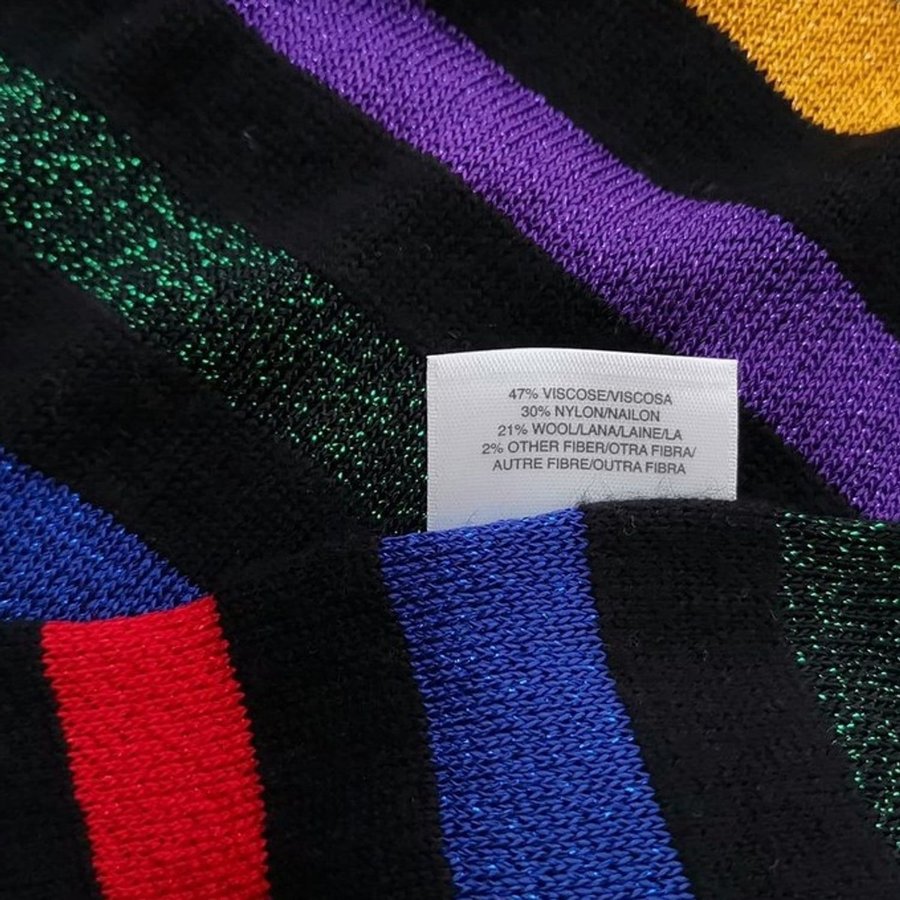 47% VISCOSE/VISCOSA
30% NYLON/NAILON
21% WOOL/LANA/LAINE/LA
2% OTHER FIBER/OTRA FIBRA/
AUTRE FIBRE/OUTRA FIBRA